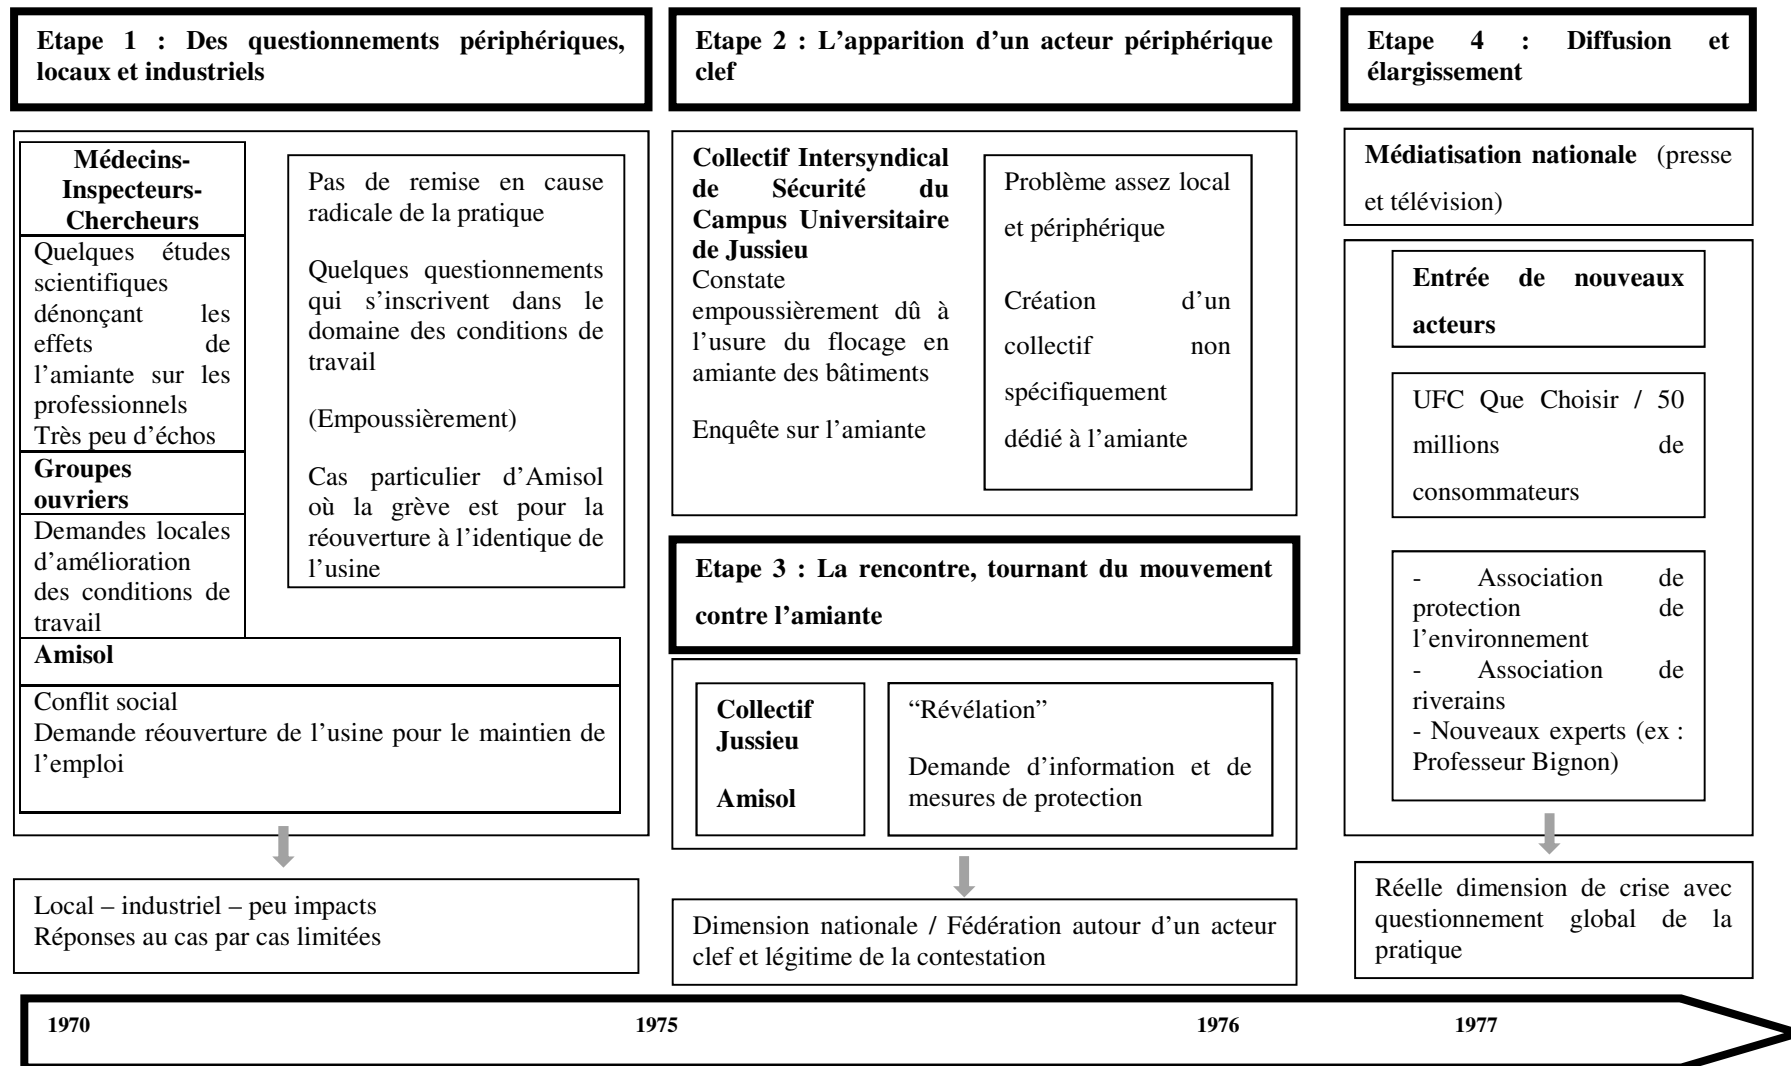 Etape 1 : Des questionnements périphériques,
locaux et industriels
Médecins-
Inspecteurs-
Chercheurs
Quelques études
scientifiques
dénonçant les
effets de
l’amiante sur les
professionnels
Très peu d’échos
Groupes
ouvriers
Demandes locales
d’amélioration
des conditions de
travail
Amisol
Conflit social
Demande réouverture de l’usine pour le maintien de
l’emploi
Pas de remise en cause
radicale de la pratique
Quelques questionnements
qui s’inscrivent dans le
domaine des conditions de
travail
(Empoussièrement)
Cas particulier d’Amisol
où la grève est pour la
réouverture à l’identique de
l’usine
Local – industriel – peu impacts
Réponses au cas par cas limitées
Etape 2 : L’apparition d’un acteur périphérique
clef
Collectif Intersyndical
de Sécurité du
Campus Universitaire
de Jussieu
Constate
empoussièrement dû à
l’usure du flocage en
amiante des bâtiments
Enquête sur l’amiante
Problème assez local
et périphérique
Création d’un
collectif non
spécifiquement
dédié à l’amiante
Etape 3 : La rencontre, tournant du mouvement
contre l’amiante
Collectif
Jussieu
Amisol
“Révélation”
Demande d’information et de
mesures de protection
Dimension nationale / Fédération autour d’un acteur
clef et légitime de la contestation
Etape 4 : Diffusion et
élargissement
Médiatisation nationale (presse
et télévision)
Entrée de nouveaux
acteurs
UFC Que Choisir / 50
millions de
consommateurs
- Association de
protection de
l’environnement
- Association de
riverains
- Nouveaux experts (ex :
Professeur Bignon)
Réelle dimension de crise avec
questionnement global de la
pratique
1970 1975 1976 1977